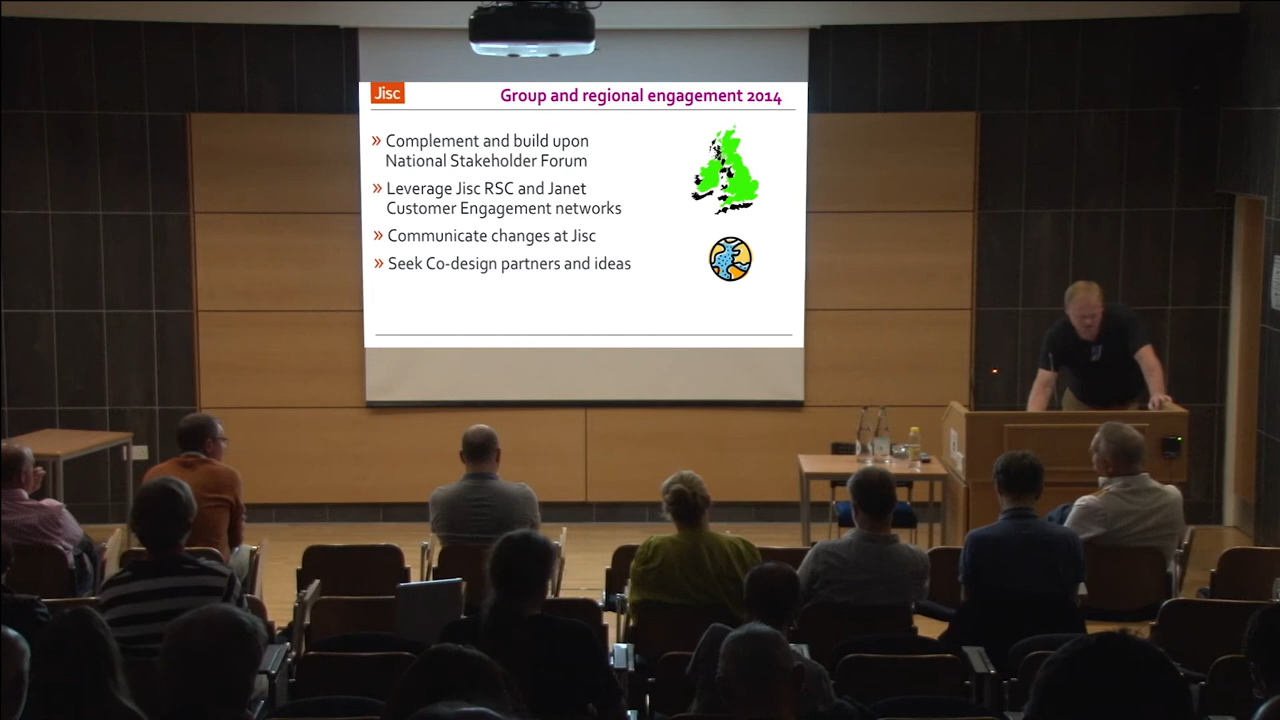 Jisc
Group and regional engagement 2014
» Complement and build upon
National Stakeholder Forum
» Leverage Jisc RSC and Janet
Customer Engagement networks
» Communicate changes at Jisc
» Seek Co-design partners and ideas